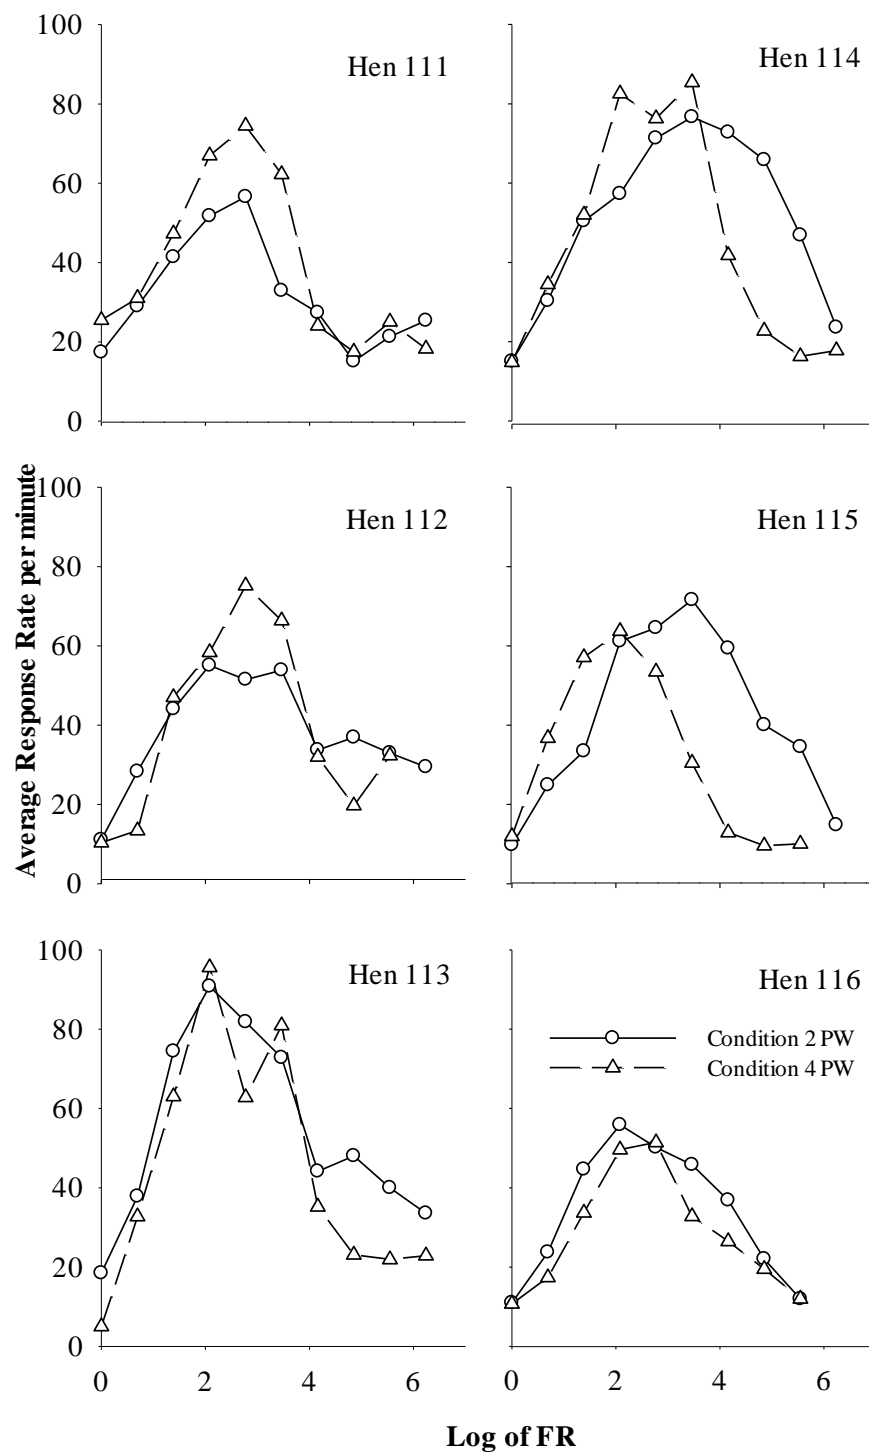 100
80
60
40
20
0
Hen 111
Hen 114
100
80
60
40
20
0
Hen 112
Hen 115
Average Response Rate per minute
100
80
60
40
20
0
Hen 113
Hen 116
Condition 2 PW
Condition 4 PW
0 2 4 6
0 2 4 6
Log of FR